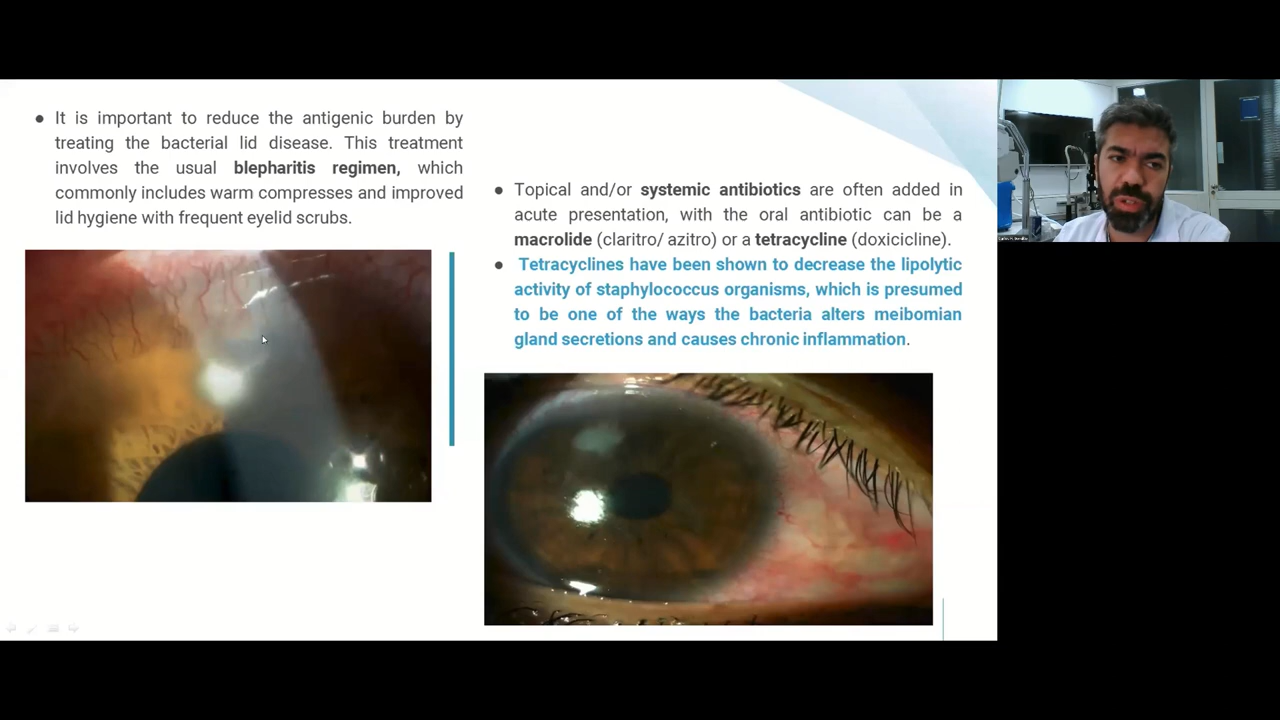 ● It is important to reduce the antigenic burden by
treating the bacterial lid disease. This treatment
involves the usual blepharitis regimen, which
commonly includes warm compresses and improved
lid hygiene with frequent eyelid scrubs.
● Topical and/or systemic antibiotics are often added in
acute presentation, with the oral antibiotic can be a
macrolide (claritro/ azitro) or a tetracycline (doxicicline).
● Tetracyclines have been shown to decrease the lipolytic
activity of staphylococcus organisms, which is presumed
to be one of the ways the bacteria alters meibomian
gland secretions and causes chronic inflammation.